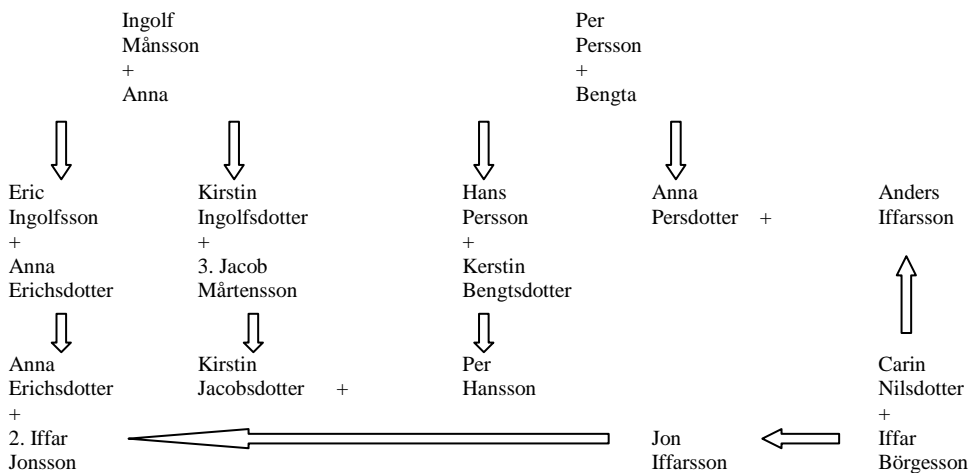 Ingolf
Månsson
+
Anna
Per
Persson
+
Bengta
Eric
Ingolfsson
+
Anna
Erichsdotter
Kirstin
Ingolfsdotter
+
3. Jacob
Mårtensson
Hans
Persson
+
Kerstin
Bengtsdotter
Anna
Persdotter +
Anders
Iffarsson
Anna
Erichsdotter
+
2. Iffar
Jonsson
Kirstin
Jacobsdotter +
Per
Hansson
Jon
Iffarsson
Carin
Nilsdotter
+
Iffar
Börgesson